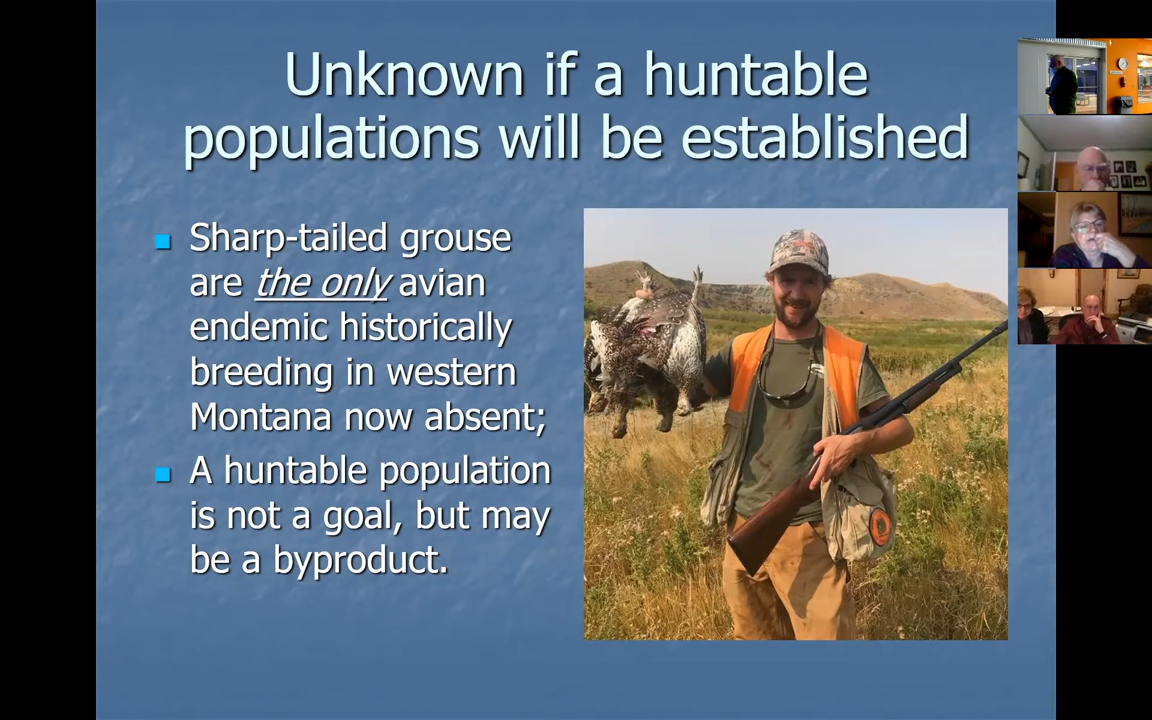 Unknown if a huntable
populations will be established
Sharp-tailed grouse
are the only avian
endemic historically
breeding in western
Montana now absent;
A huntable population
is not a goal, but may
be a byproduct.